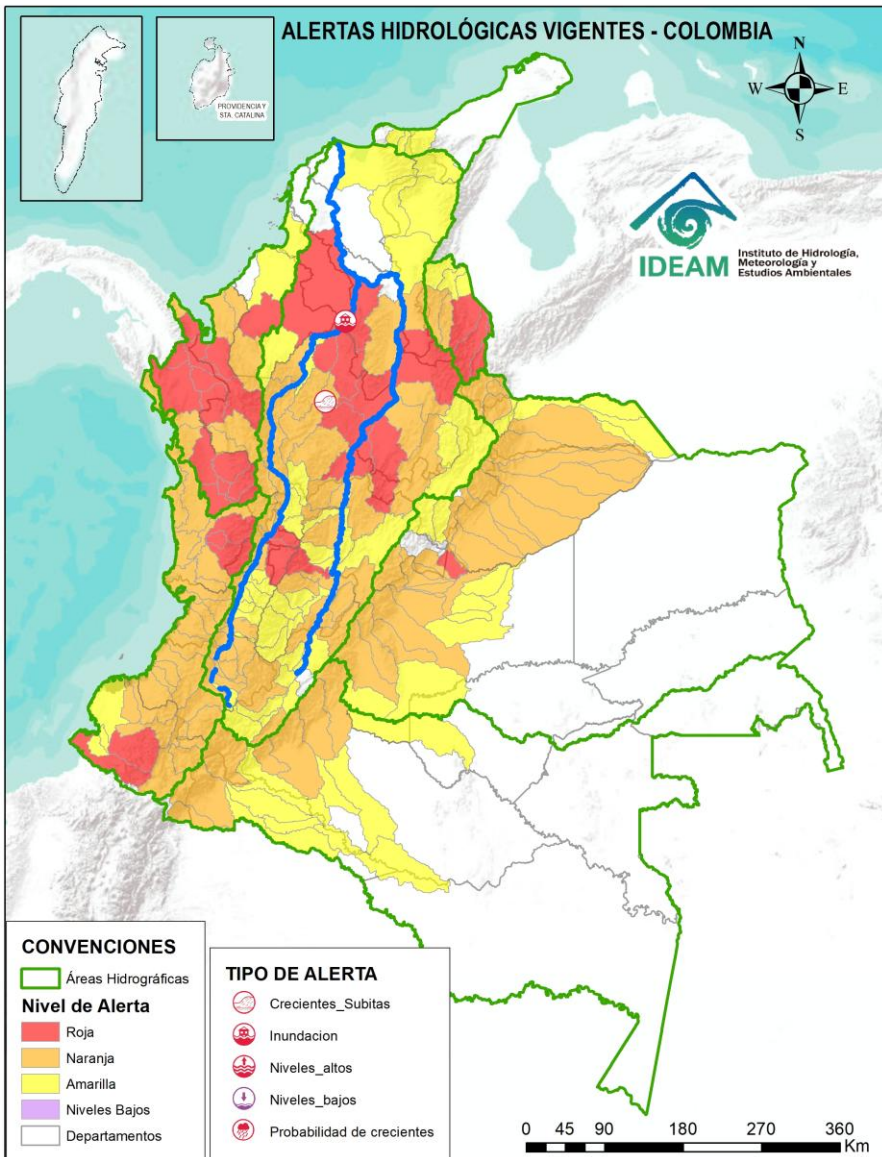 ALERTAS HIDROLÓGICAS VIGENTES - COLOMBIA
PROVIDENCIA Y
STA. CATALINA
N
W
E
S
IDEAM
Instituto de Hidrología,
Meteorología y
Estudios Ambientales
CONVENCIONES
Áreas Hidrográficas
Nivel de Alerta
Roja
Naranja
Amarilla
Niveles Bajos
Departamentos
TIPO DE ALERTA
Crecientes_Subitas
Inundacion
Niveles_altos
Niveles_bajos
Probabilidad de crecientes
0 45 90 180 270 360
Km